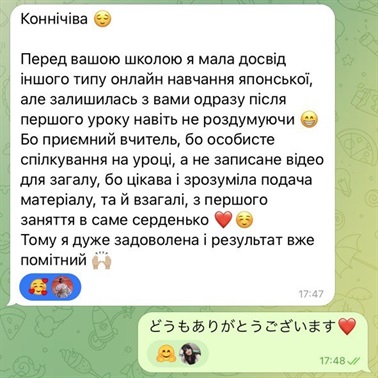 Коннічіва 😌
Перед вашою школою я мала досвід
іншого типу онлайн навчання японської,
але залишилась з вами одразу після
першого уроку навіть не роздумуючи 😁
Бо приємний вчитель, бо особисте
спілкування на уроці, а не записане відео
для загалу, бо цікава і зрозуміла подача
матеріалу, та й взагалі, з першого
заняття в саме серденько ❤️☺️
Тому я дуже задоволена і результат вже
помітний 🙌🏼
17:47
どうもありがとうございます❤️
17:48